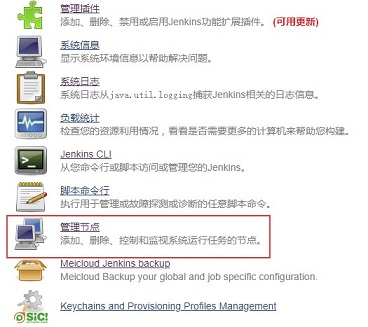 管理插件
添加、删除、禁用或启用Jenkins功能扩展插件。 (可用更新)
系统信息
显示系统环境信息以帮助解决问题。
系统日志
系统日志从java.util.logging捕获Jenkins相关的日志信息。
负载统计
检查您的资源利用情况，看看是否需要更多的计算机来帮助您构建。
Jenkins CLI
从您命令行或脚本访问或管理您的Jenkins。
脚本命令行
执行用于管理或故障探测或诊断的任意脚本命令。
管理节点
添加、删除、控制和监视系统运行任务的节点。
Meicloud Jenkins backup
Meicloud Backup your global and job specific configuration.
SiC!
Keychains and Provisioning Profiles Management